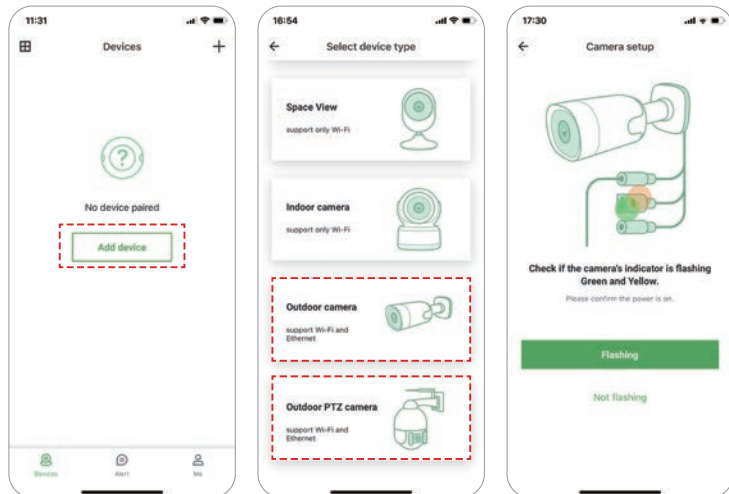 11:31
Devices
No device paired
Add device
Devices
Alert
Me
16:54
Select device type
Space View
support only Wi-Fi
Indoor camera
support only Wi-Fi
Outdoor camera
support Wi-Fi and
Ethernet
Outdoor PTZ camera
support Wi-Fi and
Ethernet
17:30
Camera setup
Check if the camera's indicator is flashing
Green and Yellow.
Please confirm the power is on.
Flashing
Not flashing